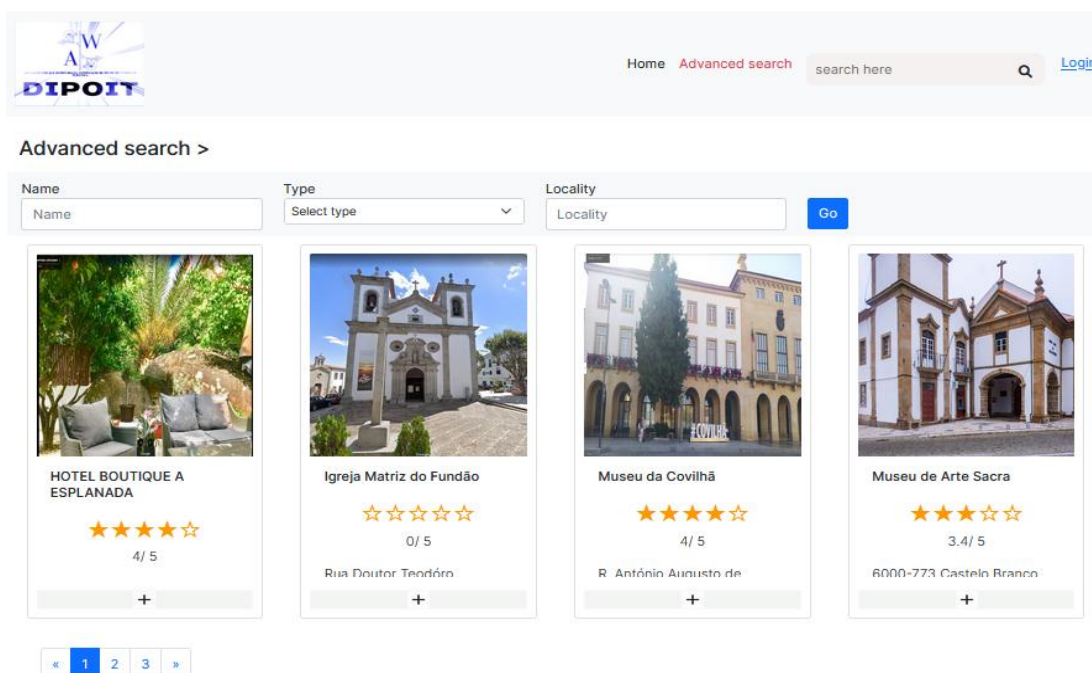 W
A
DIPOIT
Home Advanced search search here Login
Advanced search >
Name Type Locality
Name Select type Locality Go
#COVILHÃ
HOTEL BOUTIQUE A
ESPLANADA
4/ 5
Igreja Matriz do Fundão
0/ 5
Rua Doutor Teodóro
Museu da Covilhã
4/ 5
R. António Augusto de
Museu de Arte Sacra
3.4/ 5
6000-773 Castelo Branco
+ + + +
« 1 2 3 »